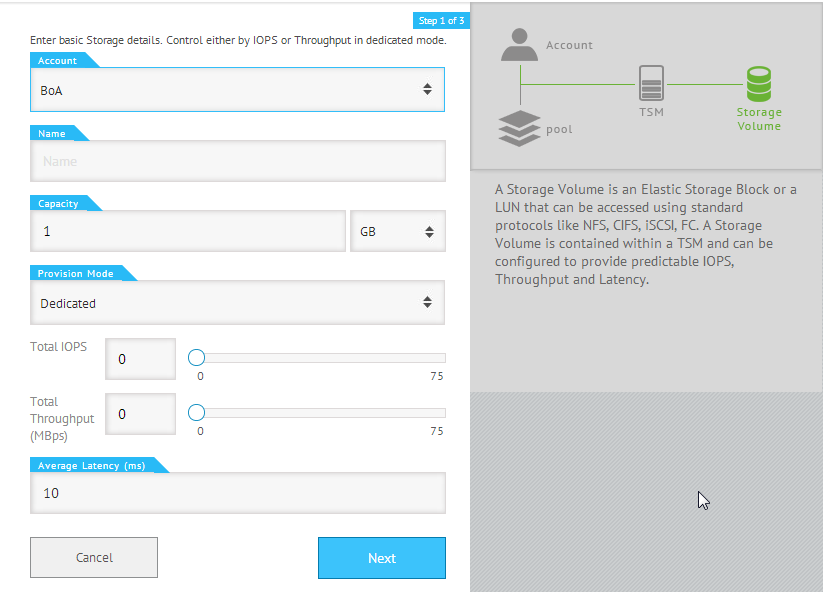 Step 1 of 3
Enter basic Storage details. Control either by IOPS or Throughput in dedicated mode.
Account
BoA
Name
Name
Capacity
1
GB
Provision Mode
Dedicated
Total IOPS
0
0
75
Total
Throughput
(MBps)
0
0
75
Average Latency (ms)
10
Cancel
Next
Account
pool
TSM
Storage
Volume
A Storage Volume is an Elastic Storage Block or a
LUN that can be accessed using standard
protocols like NFS, CIFS, iSCSI, FC. A Storage
Volume is contained within a TSM and can be
configured to provide predictable IOPS,
Throughput and Latency.